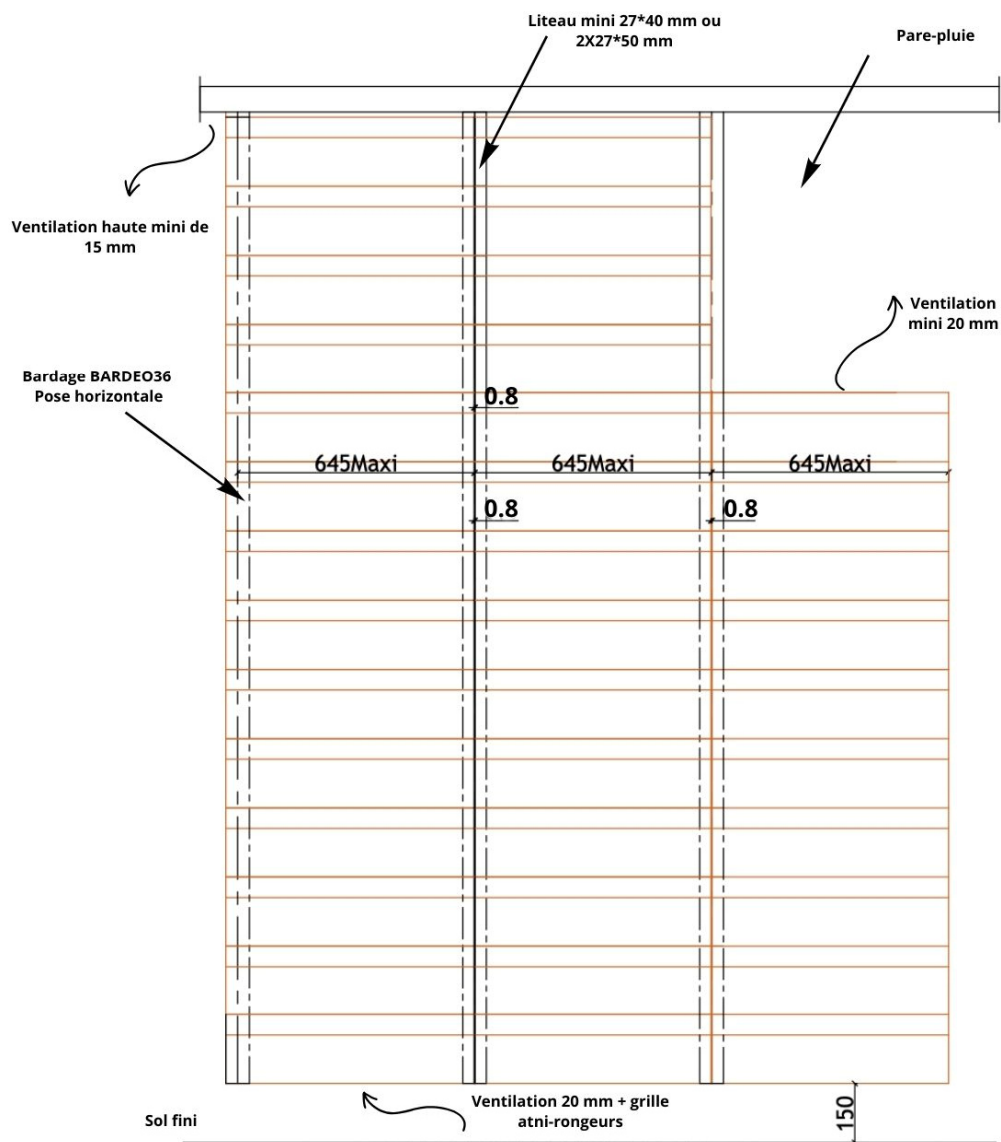 Liteau mini 27*40 mm ou
2X27*50 mm
Pare-pluie
Ventilation haute mini de
15 mm
Ventilation
mini 20 mm
Bardage BARDEO36
Pose horizontale
0.8
645Maxi
645Maxi
645Maxi
0.8
0.8
Ventilation 20 mm + grille
atni-rongeurs
Sol fini
150